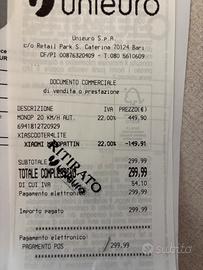 unieuro
Unieuro S.p.A.
c/o Retail Park S. Caterina 70124 Bari
CF/PI 00876320409 - T:080 5610609
DOCUMENTO COMMERCIALE
di vendita o prestazione
DESCRIZIONE IVA PREZZO(€)
MONOP 20 KM/H AUT. 22.00% 449,90
6941812720929
XIAOSCOOTER4LITE
XIAOMI 22.00% -149,91
RITIRATO
SUBTOTALE 299,99
TOTALE COMPLESSIVO 299,99
DI CUI IVA 54,10
Pagamento elettronico 299,99
Importo pagato 299,99
Pagamento elettronico
PAGAMENTO POS 299,99
Subito